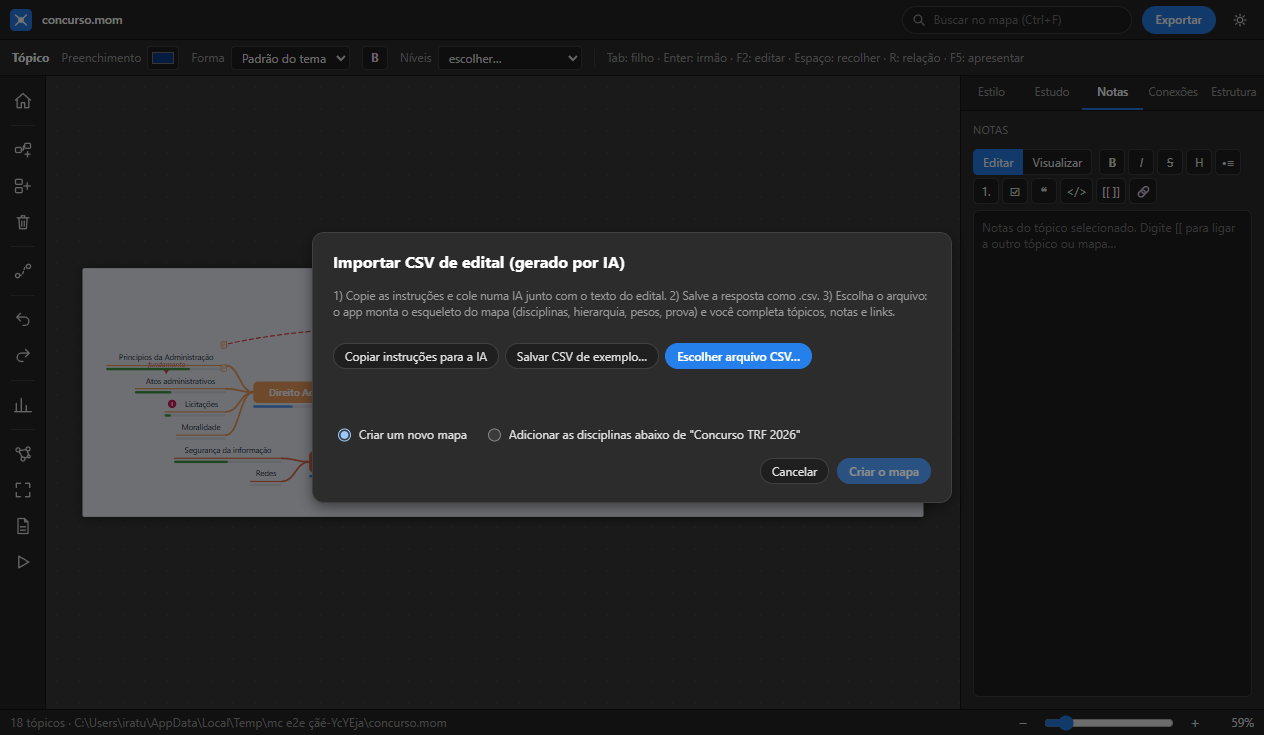 concurso.mom
Buscar no mapa (Ctrl+F)
Exportar
Tópico Preenchimento Forma Padrão do tema B Níveis escolher... Tab: filho · Enter: irmão · F2: editar · Espaço: recolher · R: relação · F5: apresentar
Estilo Estudo Notas Conexões Estrutura
NOTAS
Editar Visualizar B I S H
1. ❝ </> [[ ]]
Notas do tópico selecionado. Digite [[ para ligar
a outro tópico ou mapa...
Importar CSV de edital (gerado por IA)
1) Copie as instruções e cole numa IA junto com o texto do edital. 2) Salve a resposta como .csv. 3) Escolha o arquivo:
o app monta o esqueleto do mapa (disciplinas, hierarquia, pesos, prova) e você completa tópicos, notas e links.
Copiar instruções para a IA Salvar CSV de exemplo... Escolher arquivo CSV...
Criar um novo mapa Adicionar as disciplinas abaixo de "Concurso TRF 2026"
Cancelar Criar o mapa
Princípios da Administração
Atos administrativos
Licitações
Moralidade
Direito
Segurança da informação
Redes
18 tópicos · C:\Users\iratu\AppData\Local\Temp\mc e2e çãé-YcYEja\concurso.mom
− + 59%